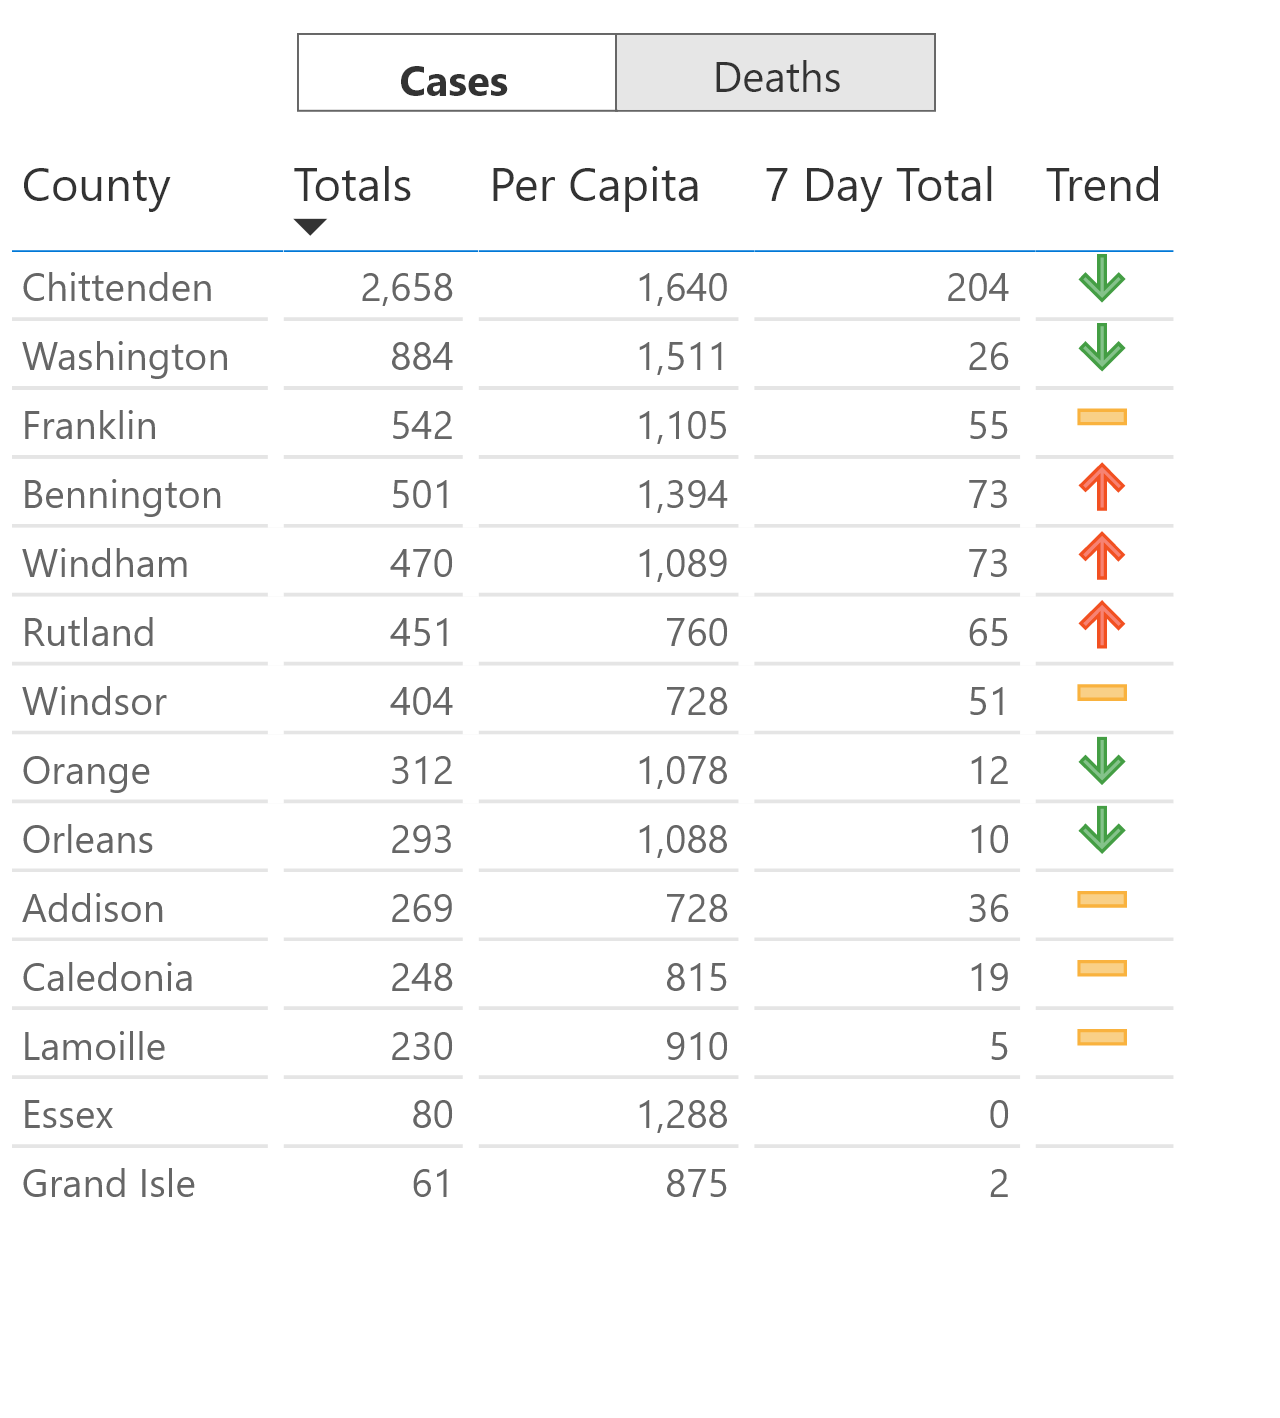 Cases Deaths
County Totals Per Capita 7 Day Total Trend
Chittenden 2,658 1,640 204
Washington 884 1,511 26
Franklin 542 1,105 55
Bennington 501 1,394 73
Windham 470 1,089 73
Rutland 451 760 65
Windsor 404 728 51
Orange 312 1,078 12
Orleans 293 1,088 10
Addison 269 728 36
Caledonia 248 815 19
Lamoille 230 910 5
Essex 80 1,288 0
Grand Isle 61 875 2